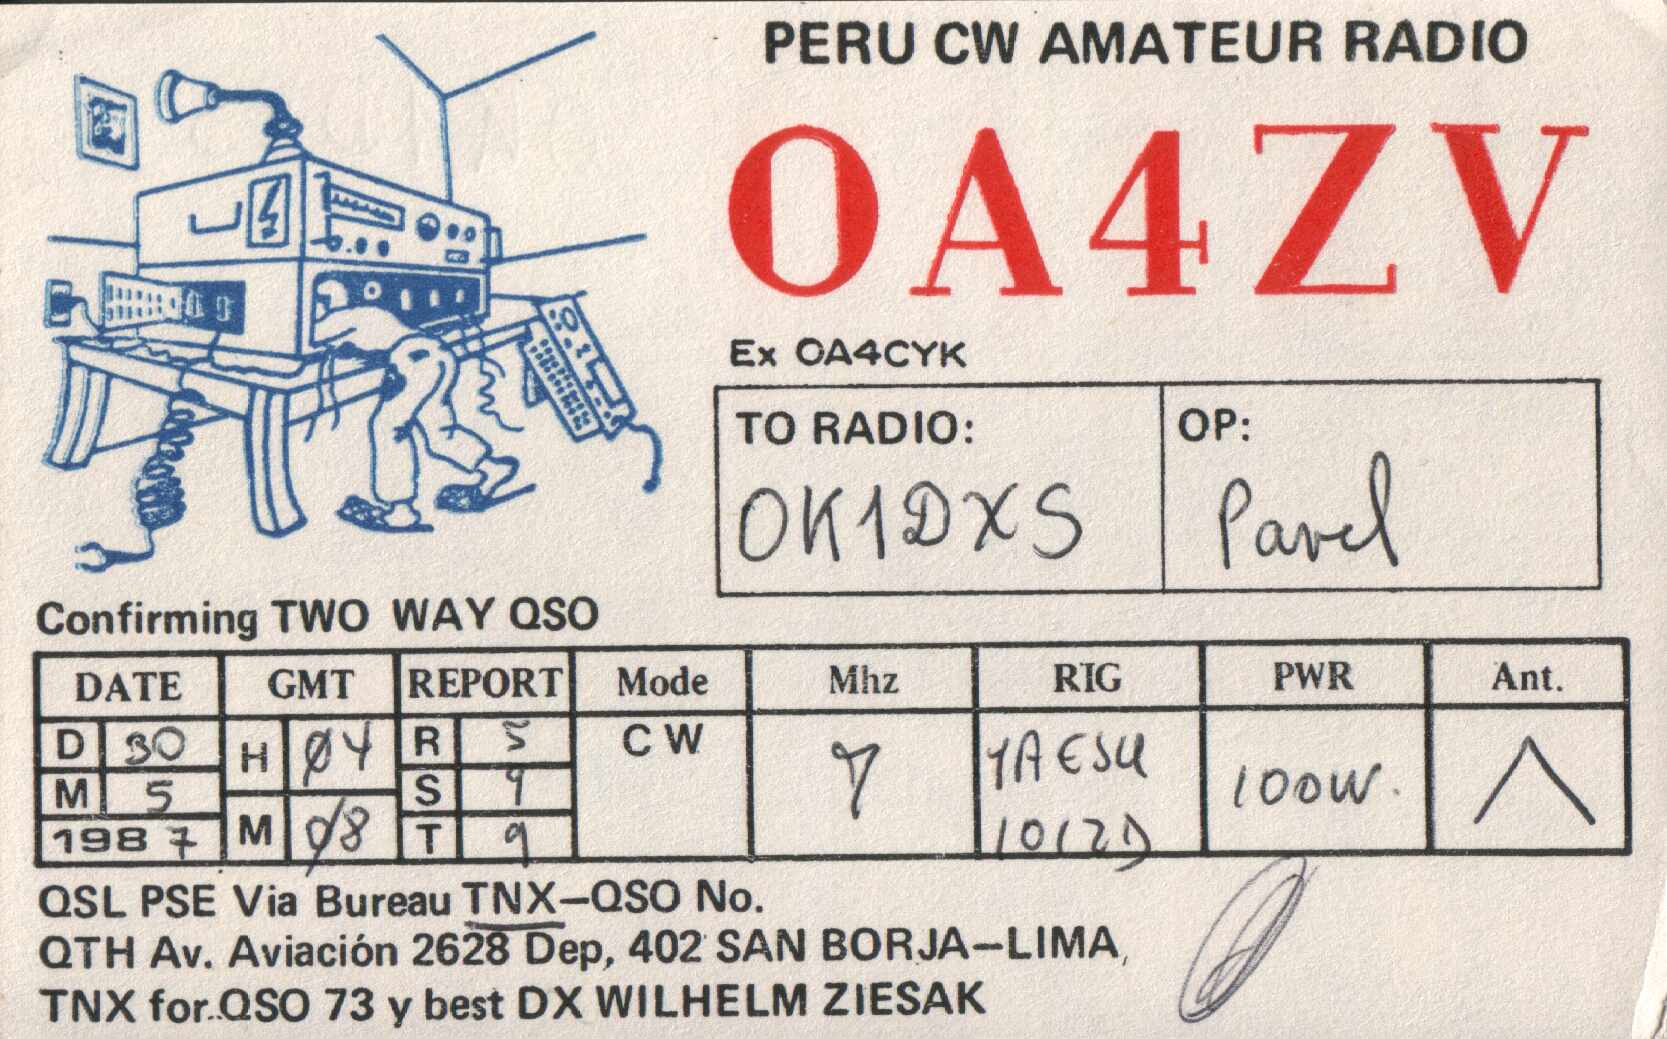 PERU CW AMATEUR RADIO
OA4ZV
Ex OA4CYK
TO RADIO: OP:
OK1DXS Pavel
Confirming TWO WAY QSO
DATE GMT REPORT Mode Mhz RIG PWR Ant.
D 30 H Ø4 R 5 CW 7 YAESU 100W.
M 5 S 9
1987 M Ø8 T 9 101ZD
QSL PSE Via Bureau TNX–QSO No.
QTH Av. Aviación 2628 Dep, 402 SAN BORJA–LIMA,
TNX for..QSO 73 y best DX WILHELM ZIESAK